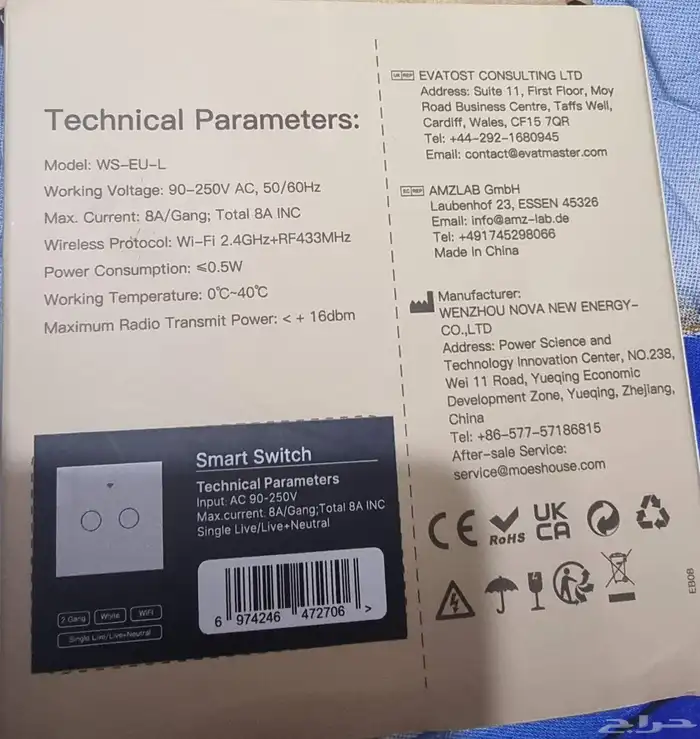 Technical Parameters:
Model: WS-EU-L
Working Voltage: 90-250V AC, 50/60Hz
Max. Current: 8A/Gang; Total 8A INC
Wireless Protocol: Wi-Fi 2.4GHz+RF433MHz
Power Consumption: ≤0.5W
Working Temperature: 0℃~40℃
Maximum Radio Transmit Power: < + 16dbm
UK REP EVATOST CONSULTING LTD
Address: Suite 11, First Floor, Moy
Road Business Centre, Taffs Well,
Cardiff, Wales, CF15 7QR
Tel: +44-292-1680945
Email: contact@evatmaster.com
EC REP AMZLAB GmbH
Laubenhof 23, ESSEN 45326
Email: info@amz-lab.de
Tel: +491745298066
Made in China
Manufacturer:
WENZHOU NOVA NEW ENERGY-
CO.,LTD
Address: Power Science and
Technology Innovation Center, NO.238,
Wei 11 Road, Yueqing Economic
Development Zone, Yueqing, Zhejiang,
China
Tel: +86-577-57186815
After-sale Service:
service@moeshouse.com
CE RoHS UK CA
EB08
Smart Switch
Technical Parameters
Input: AC 90-250V
Max.current: 8A/Gang;Total 8A INC
Single Live/Live+Neutral
2 Gang White WiFi
Single Live/Live+Neutral
6 974246 472706 >
حراج